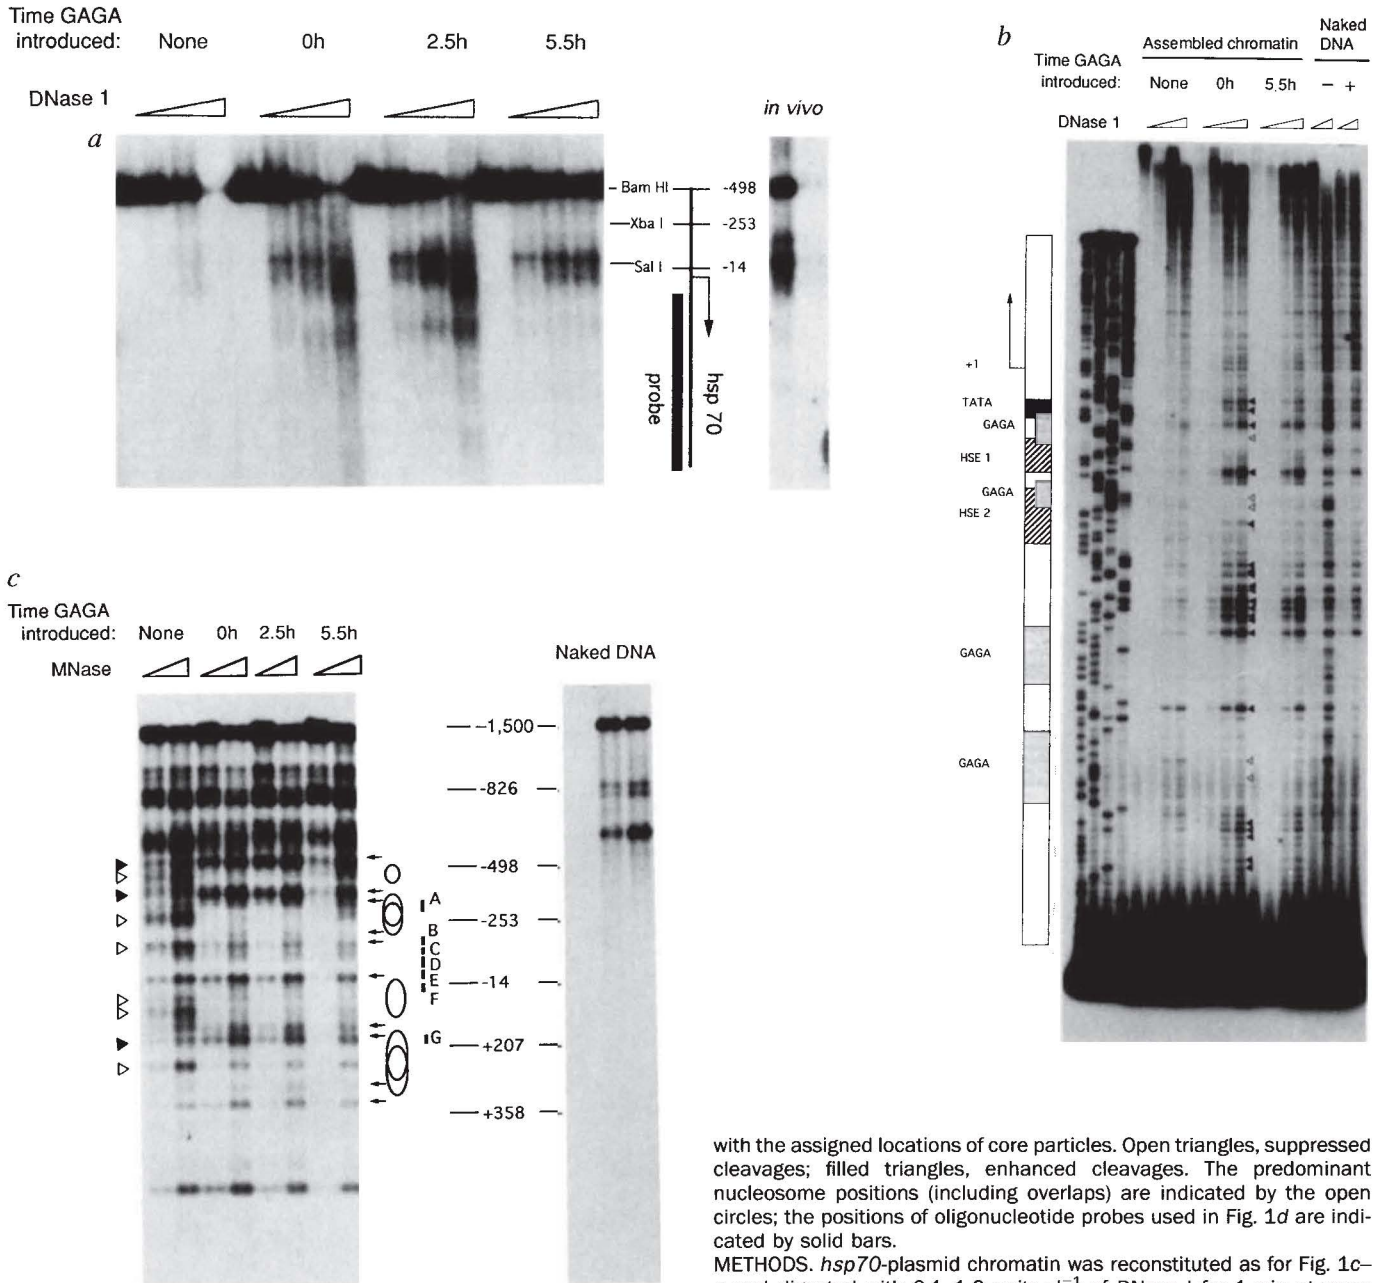 Time GAGA
introduced: None 0h 2.5h 5.5h
DNase 1
a
in vivo
Bam HI -498
Xba I -253
Sal I -14
probe
hsp 70
b
Assembled chromatin
Naked
DNA
Time GAGA
introduced: None 0h 5.5h – +
DNase 1
+1
TATA
GAGA
HSE 1
GAGA
HSE 2
GAGA
GAGA
c
Time GAGA
introduced: None 0h 2.5h 5.5h
MNase
Naked DNA
-1,500
-826
-498
A
-253
B
C
D
E
-14
F
G
+207
+358
with the assigned locations of core particles. Open triangles, suppressed
cleavages; filled triangles, enhanced cleavages. The predominant
nucleosome positions (including overlaps) are indicated by the open
circles; the positions of oligonucleotide probes used in Fig. 1d are indi-
cated by solid bars.
METHODS. hsp70-plasmid chromatin was reconstituted as for Fig. 1c–